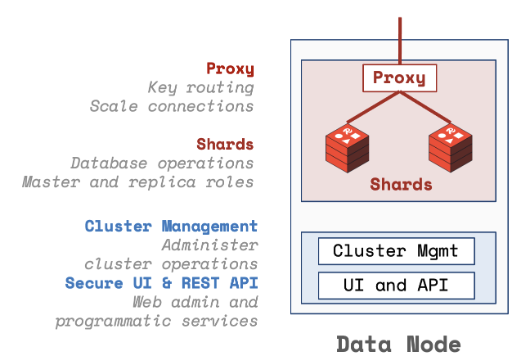 Proxy
Key routing
Scale connections
Shards
Database operations
Master and replica roles
Cluster Management
Administer
cluster operations
Secure UI & REST API
Web admin and
programmatic services
Proxy
Shards
Cluster Mgmt
UI and API
Data Node